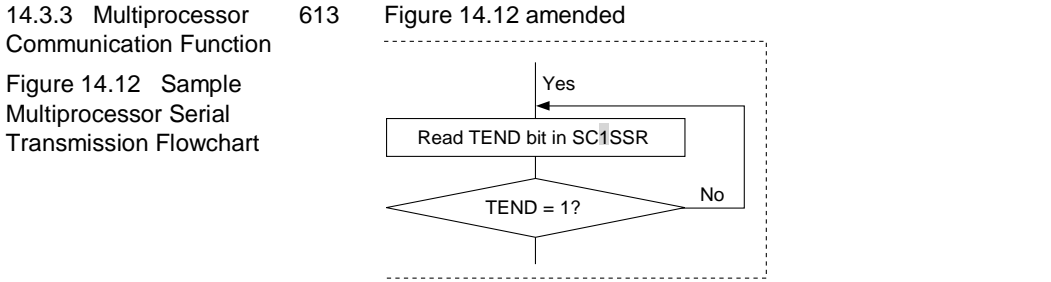 14.3.3 Multiprocessor
Communication Function
613
Figure 14.12 amended
Figure 14.12 Sample
Multiprocessor Serial
Transmission Flowchart
Yes
Read TEND bit in SC1SSR
TEND = 1?
No